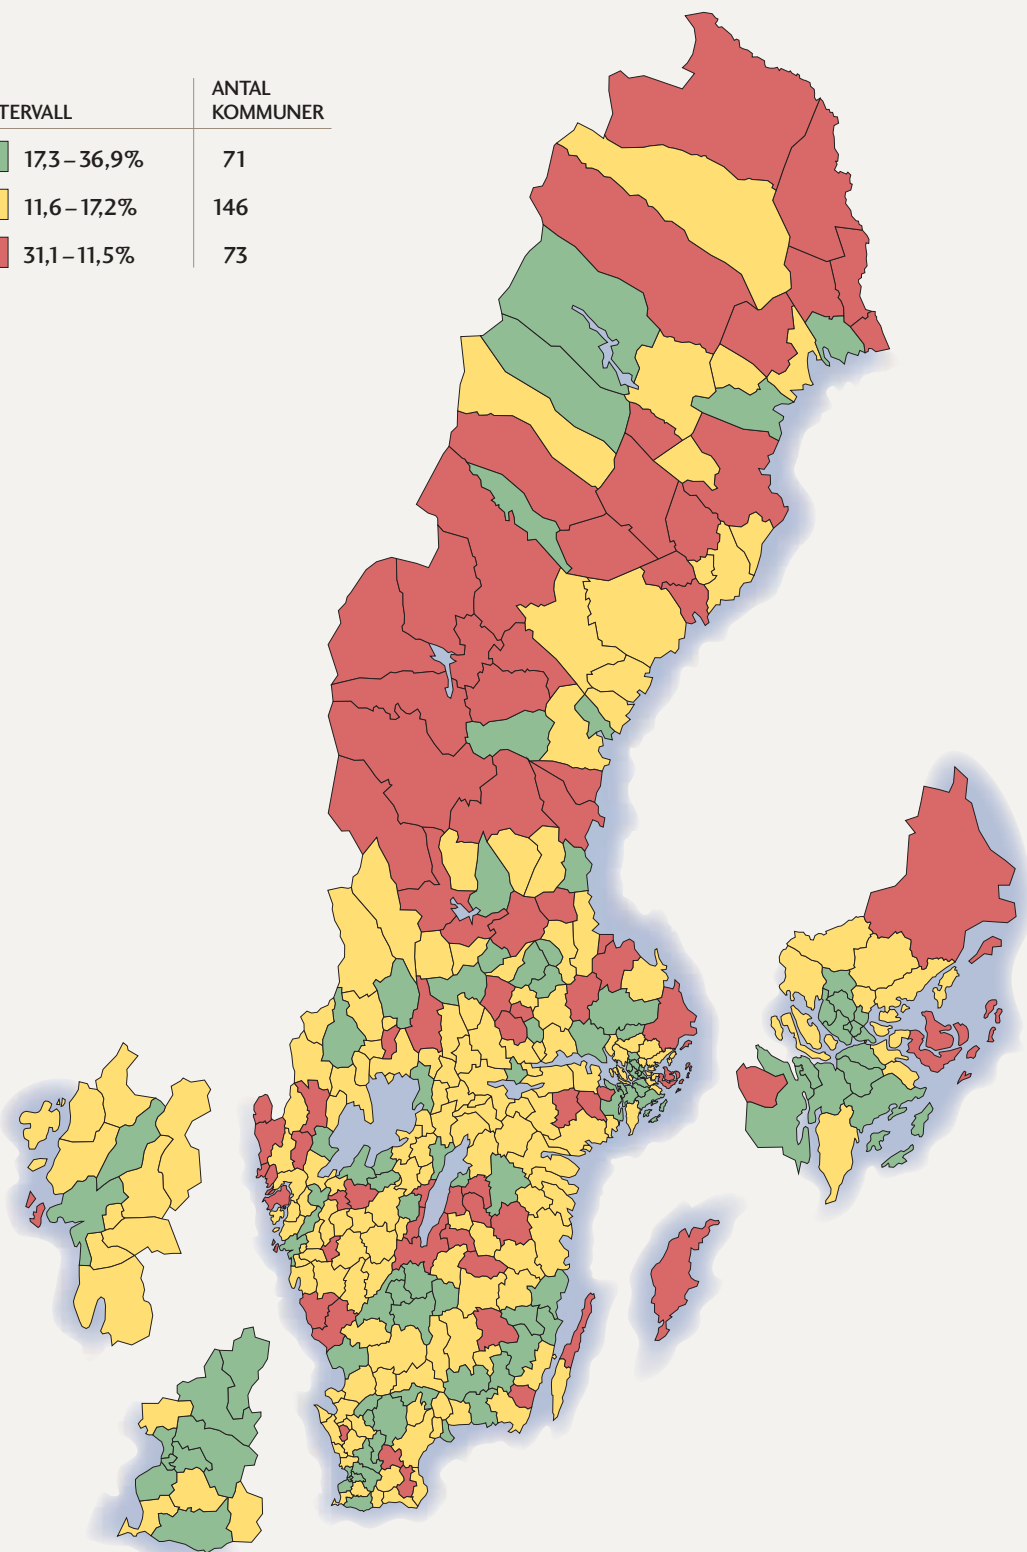 ANTAL
TERVALL KOMMUNER
17,3–36,9% 71
11,6–17,2% 146
31,1–11,5% 73